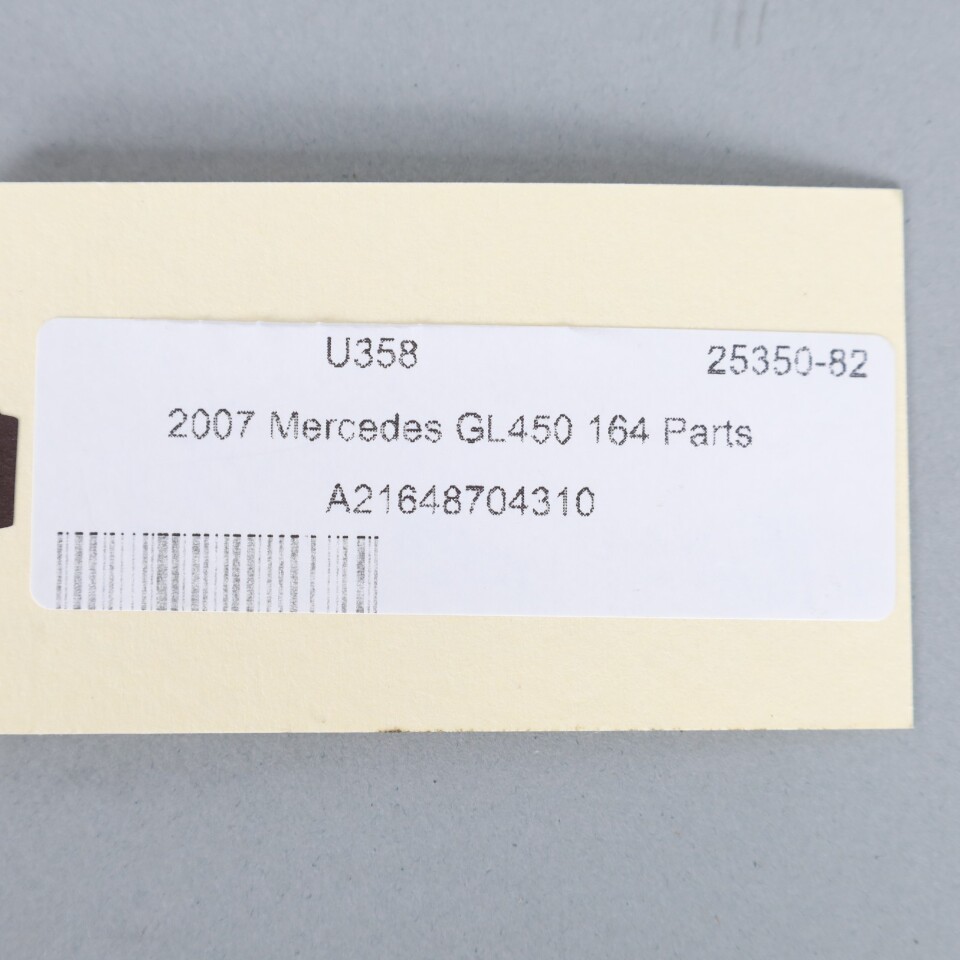 U358 25350-82
2007 Mercedes GL450 164 Parts
A21648704310